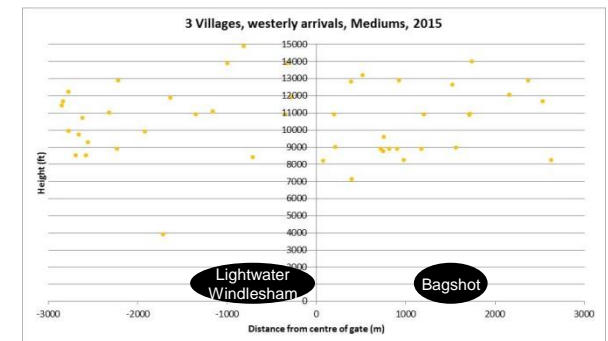 3 Villages, westerly arrivals, Mediums, 2015
Height (ft)
15000
14000
13000
12000
11000
10000
9000
8000
7000
6000
5000
4000
3000
2000
0
Lightwater
Windlesham
Bagshot
-3000 -2000 -1000 0 1000 2000 3000
Distance from centre of gate (m)